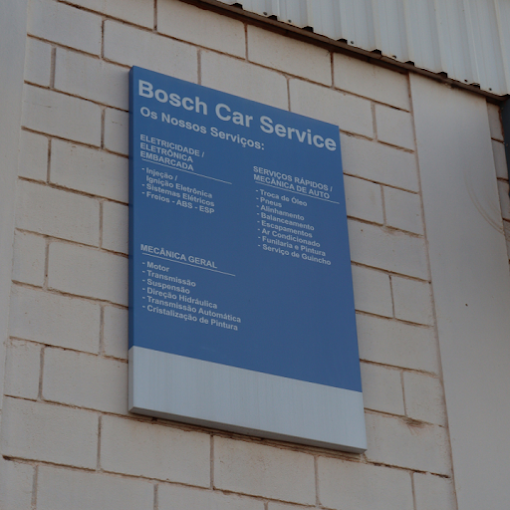 Bosch Car Service
Os Nossos Serviços:
ELETRICIDADE /
ELETRÔNICA
EMBARCADA
- Injeção /
Ignição Eletrônica
- Sistemas Elétricos
- Freios - ABS - ESP
MECÂNICA GERAL
- Motor
- Transmissão
- Suspensão
- Direção Hidráulica
- Transmissão Automática
- Cristalização de Pintura
SERVIÇOS RÁPIDOS /
MECÂNICA DE AUTO
- Troca de Óleo
- Pneus
- Alinhamento
- Balanceamento
- Escapamentos
- Ar Condicionado
- Funilaria e Pintura
- Serviço de Guincho